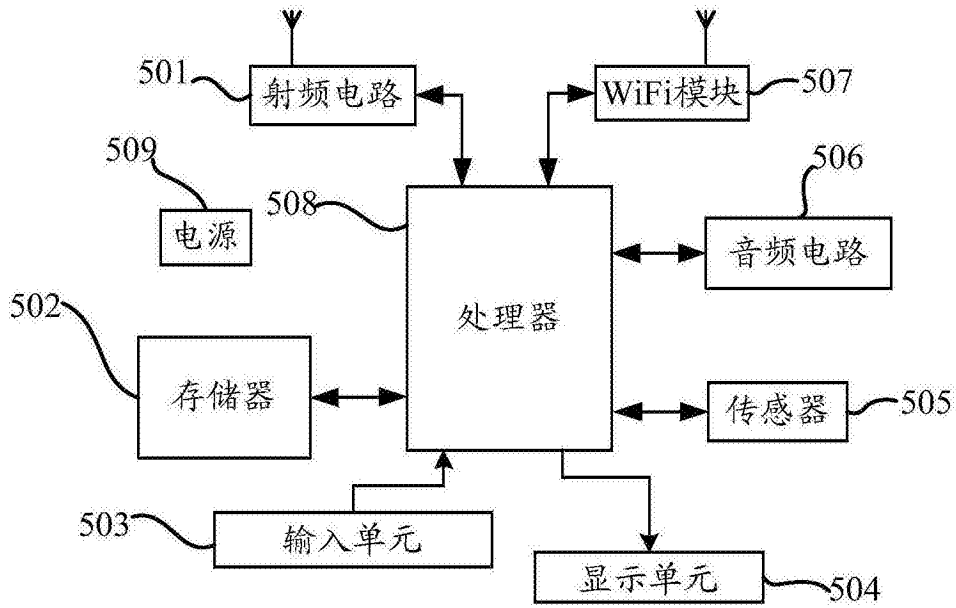 501
射频电路
WiFi模块
507
509
电源
508
506
音频电路
处理器
502
存储器
传感器
505
503
输入单元
显示单元
504